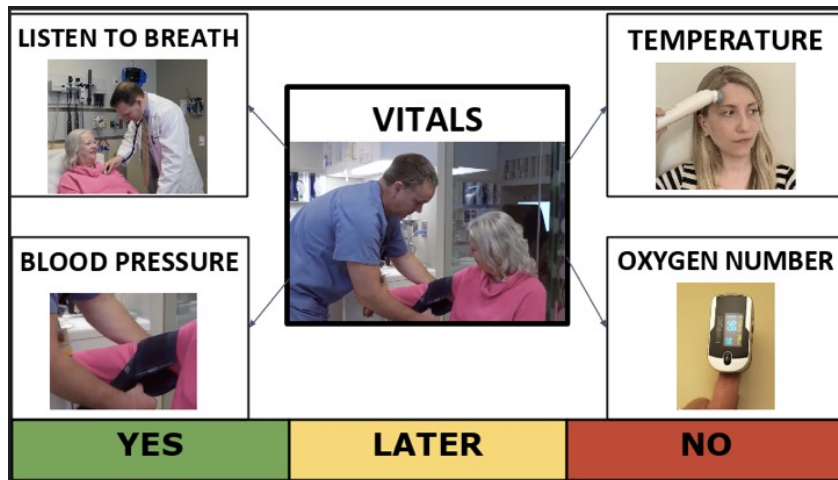 LISTEN TO BREATH
VITALS
TEMPERATURE
BLOOD PRESSURE
OXYGEN NUMBER
YES
LATER
NO